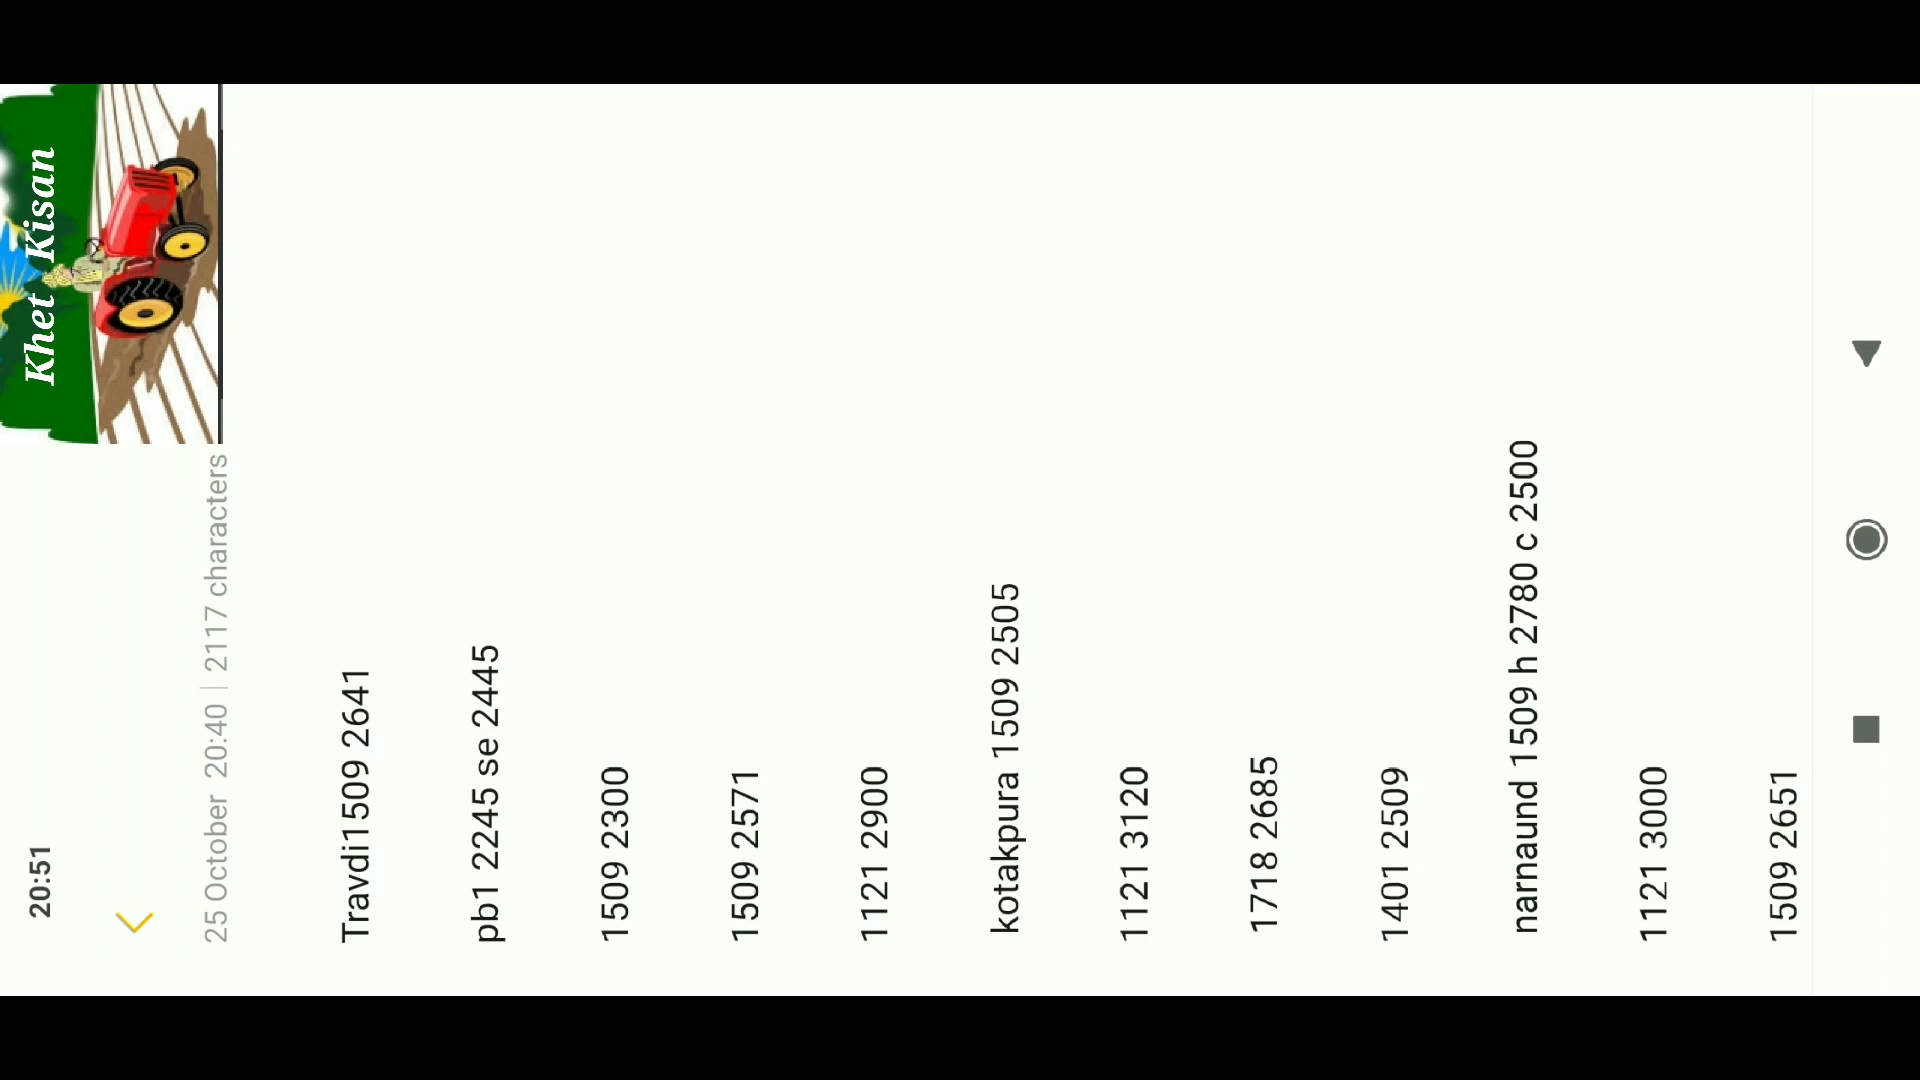 20:51
Khet Kisan
25 October 20:40 | 2117 characters
Travdi1509 2641
pb1 2245 se 2445
1509 2300
1509 2571
1121 2900
kotakpura 1509 2505
1121 3120
1718 2685
1401 2509
narnaund 1509 h 2780 c 2500
1121 3000
1509 2651